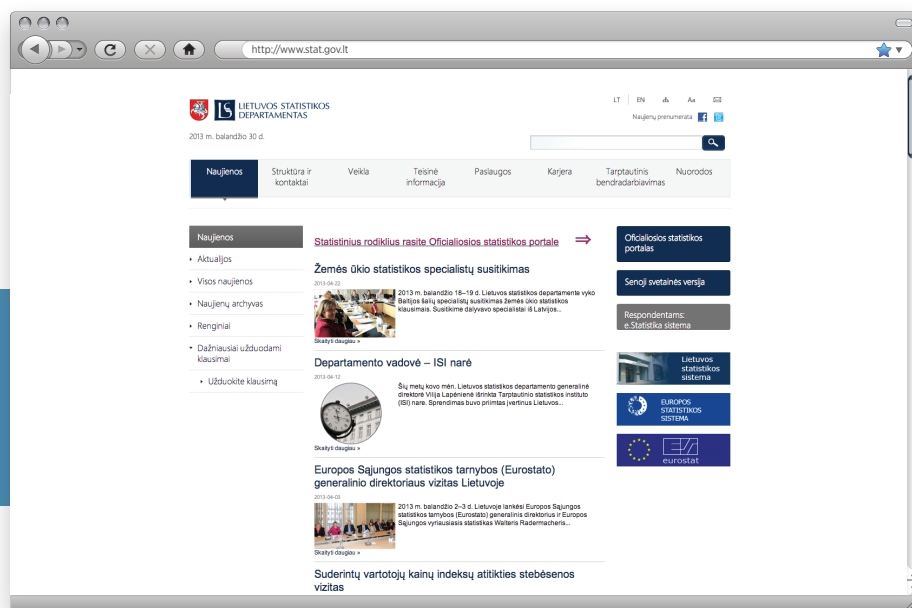 http://www.stat.gov.lt
LIETUVOS STATISTIKOS
DEPARTAMENTAS
LT EN Aa
Naujienų prenumerata
2013 m. balandžio 30 d.
Naujienos
Struktūra ir
kontaktai
Veikla
Teisinė
informacija
Paslaugos
Karjera
Tarptautinis
bendradarbiavimas
Nuorodos
Naujienos
Aktualijos
Visos naujienos
Naujienų archyvas
Renginiai
Dažniausiai užduodami
klausimai
Užduokite klausimą
Statistinius rodiklius rasite Oficialiosios statistikos portale ⇒
Žemės ūkio statistikos specialistų susitikimas
2013-04-22
2013 m. balandžio 18–19 d. Lietuvos statistikos departamente vyko
Baltijos šalių specialistų susitikimas žemės ūkio statistikos
klausimais. Susitikime dalyvavo specialistai iš Latvijos...
Skaityti daugiau »
Departamento vadovė – ISI narė
2013-04-12
Šių metų kovo mėn. Lietuvos statistikos departamento generalinė
direktorė Vilija Lapėnienė išrinkta Tarptautinio statistikos instituto
(ISI) nare. Sprendimas buvo priimtas įvertinus Lietuvos...
Skaityti daugiau »
Europos Sąjungos statistikos tarnybos (Eurostato)
generalinio direktoriaus vizitas Lietuvoje
2013-04-03
2013 m. balandžio 2–3 d. Lietuvoje lankėsi Europos Sąjungos
statistikos tarnybos (Eurostato) generalinis direktorius ir Europos
Sąjungos vyriausiasis statistikas Walteris Radermacheris...
Skaityti daugiau »
Suderintų vartotojų kainų indeksų atitikties stebėsenos
vizitas
Oficialiosios statistikos
portalas
Senoji svetainės versija
Respondentams:
e.Statistika sistema
Lietuvos
statistikos
sistema
EUROPOS
STATISTIKOS
SISTEMA
eurostat